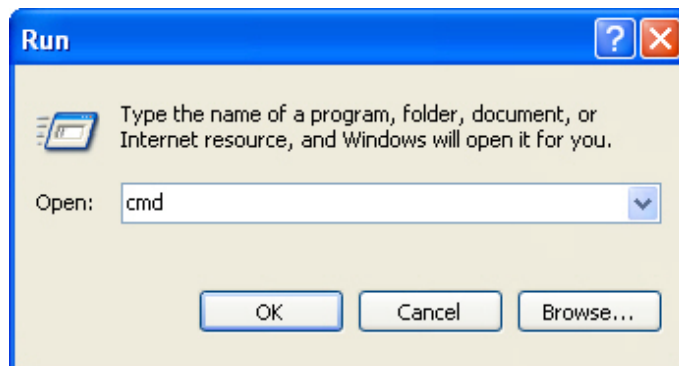 Run
Type the name of a program, folder, document, or
Internet resource, and Windows will open it for you.
Open: cmd
OK Cancel Browse...